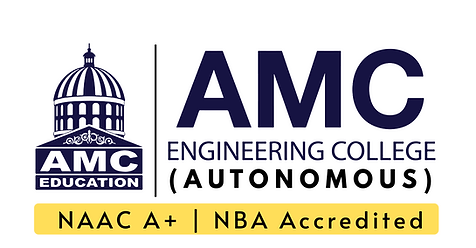 AMC
EDUCATION
AMC
ENGINEERING COLLEGE
(AUTONOMOUS)
NAAC A+ | NBA Accredited